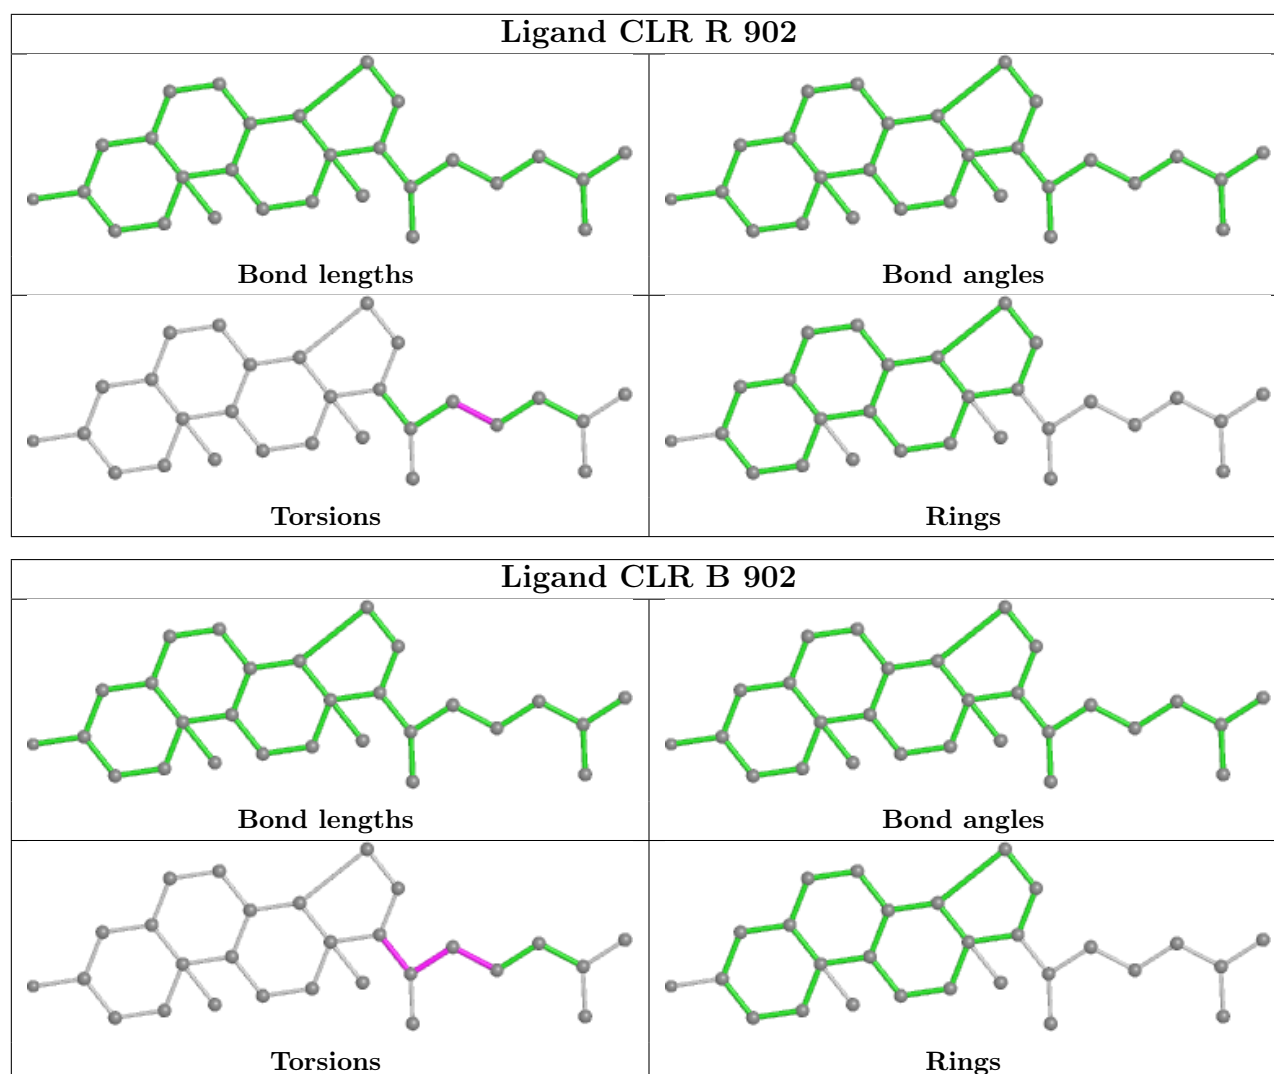 Ligand CLR R 902
Bond lengths
Bond angles
Torsions
Rings
Ligand CLR B 902
Bond lengths
Bond angles
Torsions
Rings